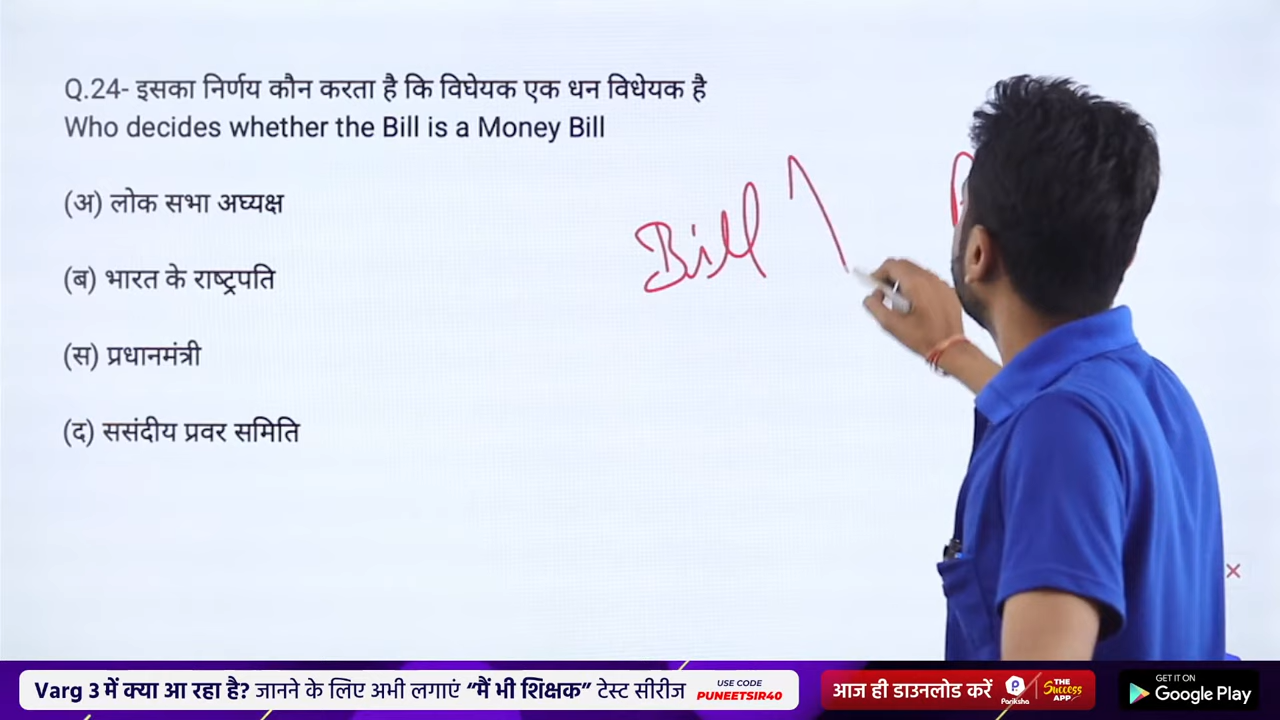 Q.24- इसका निर्णय कौन करता है कि विघेयक एक धन विधेयक है
Who decides whether the Bill is a Money Bill
(अ) लोक सभा अघ्यक्ष
(ब) भारत के राष्ट्रपति
(स) प्रधानमंत्री
(द) ससंदीय प्रवर समिति
Bill
Varg 3 में क्या आ रहा है? जानने के लिए अभी लगाएं “मैं भी शिक्षक” टेस्ट सीरीज
USE CODE
PUNEETSIR40
आज ही डाउनलोड करें
Pariksha
THE
Success
APP
GET IT ON
Google Play